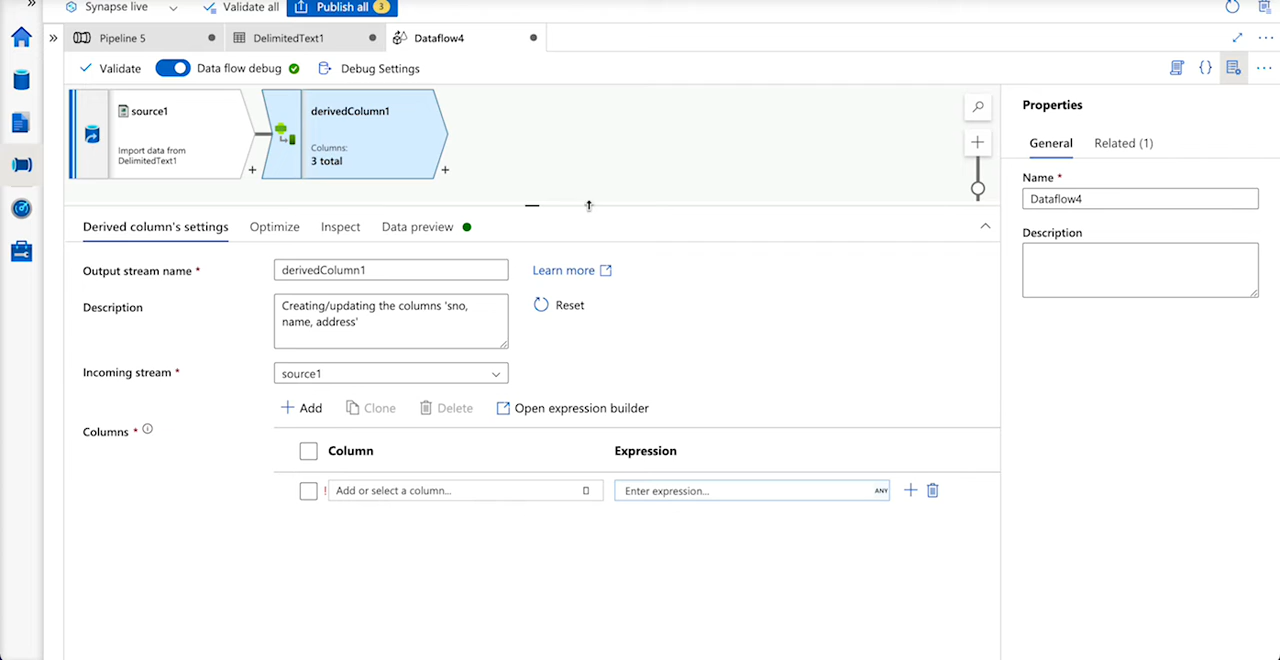 Synapse live
Validate all
Publish all
3
Pipeline 5
DelimitedText1
Dataflow4
Validate
Data flow debug
Debug Settings
source1
Import data from
DelimitedText1
+
derivedColumn1
Columns:
3 total
+
Derived column's settings
Optimize
Inspect
Data preview
Output stream name *
derivedColumn1
Learn more
Description
Creating/updating the columns 'sno,
name, address'
Reset
Incoming stream *
source1
Add
Clone
Delete
Open expression builder
Columns *
Column
Expression
! Add or select a column...
Enter expression...
ANY
Properties
General
Related (1)
Name *
Dataflow4
Description